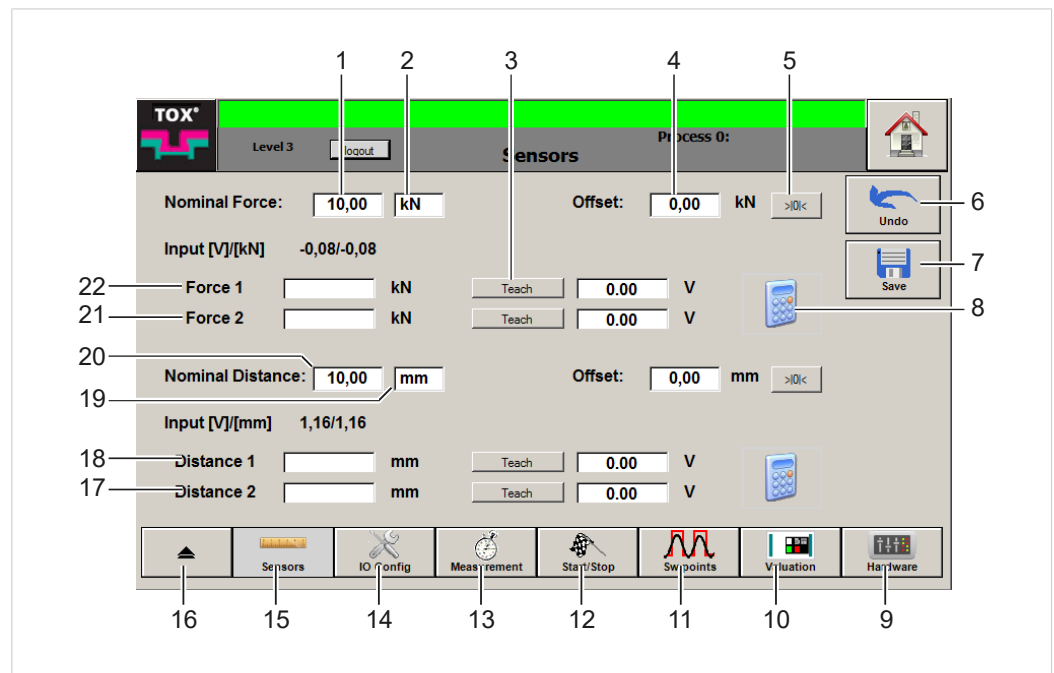 1 2 3 4 5
TOX®
Level 3 logout Sensors Process 0:
Nominal Force: 10,00 kN Offset: 0,00 kN >|0|<
Undo 6
Input [V]/[kN] -0,08/-0,08
Save 7
22 Force 1 kN Teach 0.00 V
21 Force 2 kN Teach 0.00 V 8
20
Nominal Distance: 10,00 mm Offset: 0,00 mm >|0|<
19
Input [V]/[mm] 1,16/1,16
18 Distance 1 mm Teach 0.00 V
17 Distance 2 mm Teach 0.00 V
Sensors IO Config Measurement Start/Stop Swpoints Valuation Hardware
16 15 14 13 12 11 10 9